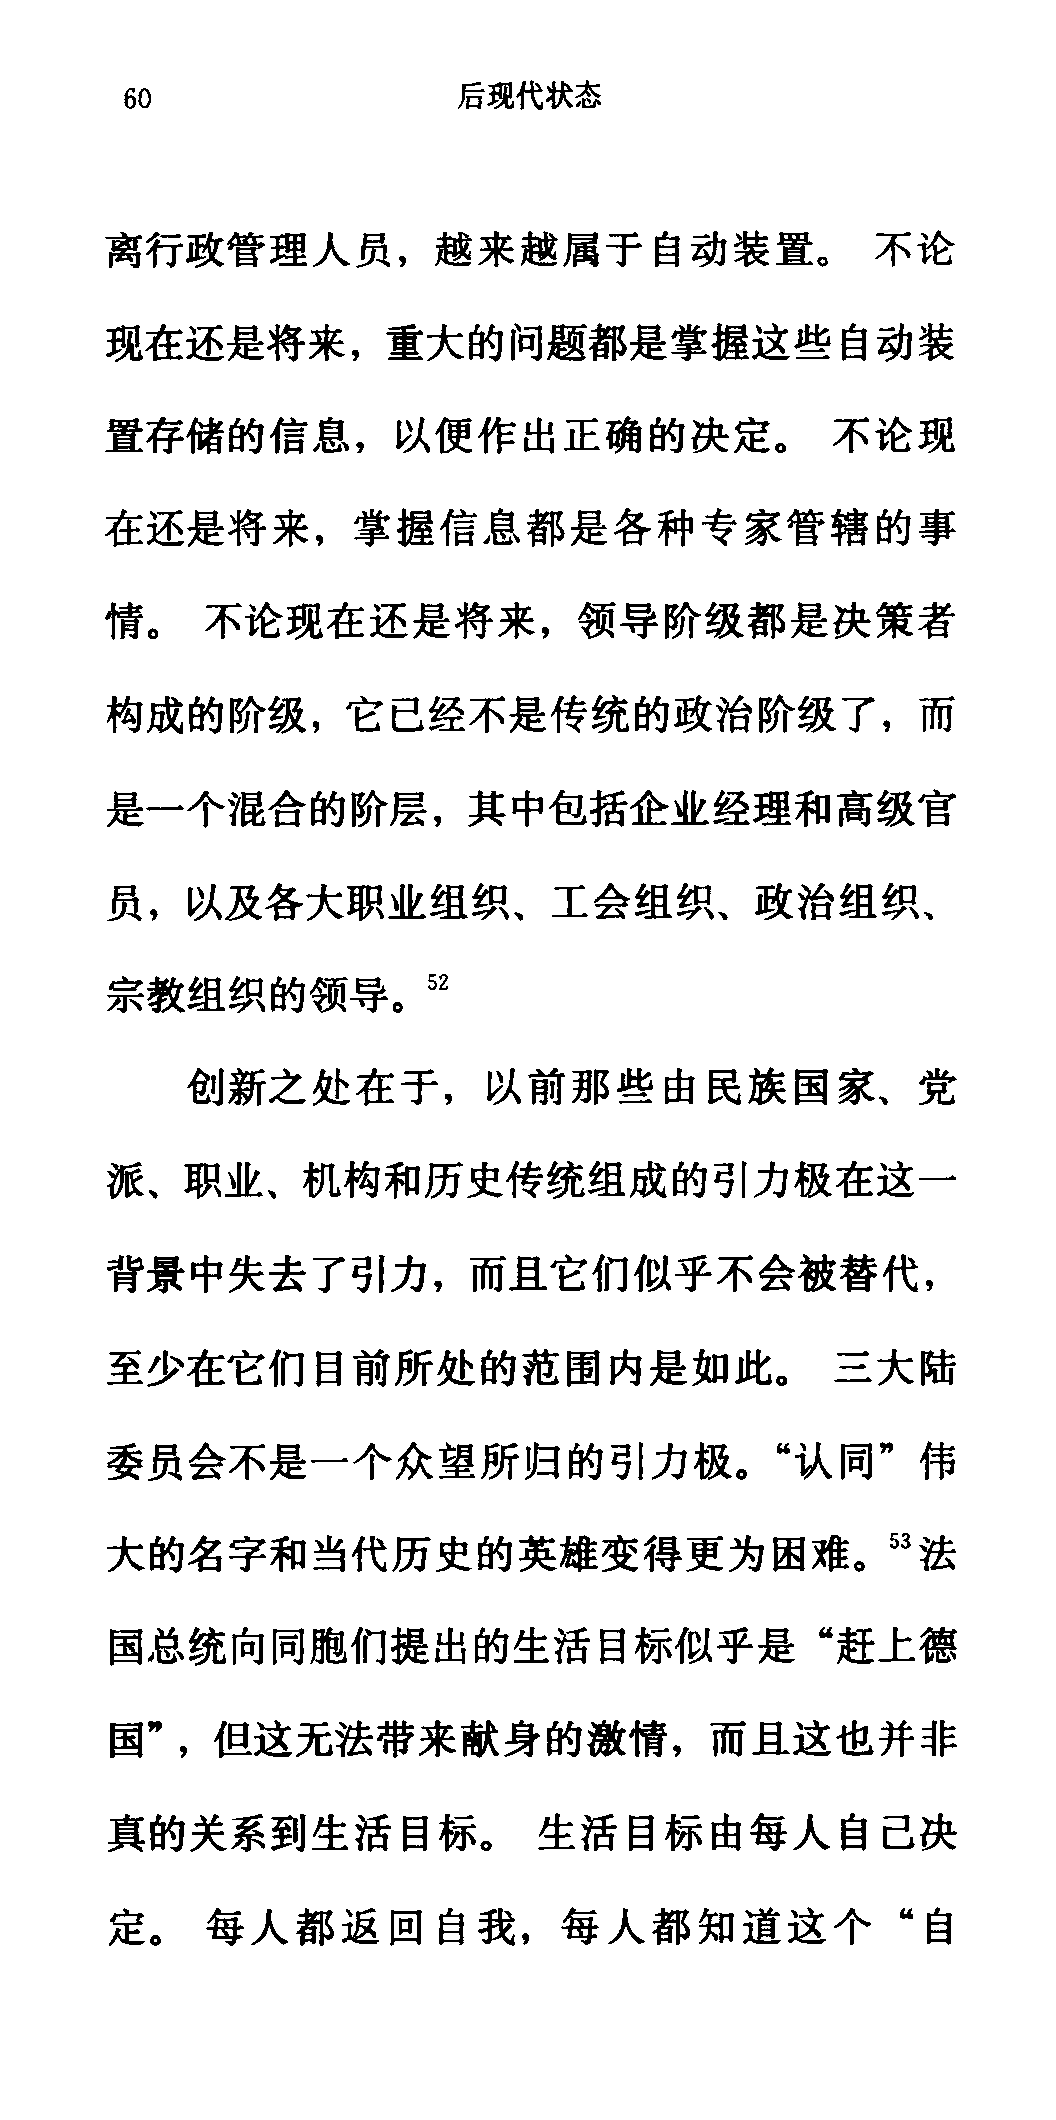 60 后现代状态
离行政管理人员，越来越属于自动装置。 不论
现在还是将来，重大的问题都是掌握这些自动装
置存储的信息，以便作出正确的决定。 不论现
在还是将来，掌握信息都是各种专家管辖的事
情。 不论现在还是将来，领导阶级都是决策者
构成的阶级，它已经不是传统的政治阶级了，而
是一个混合的阶层，其中包括企业经理和高级官
员，以及各大职业组织、工会组织、政治组织、
宗教组织的领导。52
创新之处在于，以前那些由民族国家、党
派、职业、机构和历史传统组成的引力极在这一
背景中失去了引力，而且它们似乎不会被替代，
至少在它们目前所处的范围内是如此。 三大陆
委员会不是一个众望所归的引力极。“认同”伟
大的名字和当代历史的英雄变得更为困难。53法
国总统向同胞们提出的生活目标似乎是“赶上德
国”，但这无法带来献身的激情，而且这也并非
真的关系到生活目标。 生活目标由每人自己决
定。 每人都返回自我，每人都知道这个“自